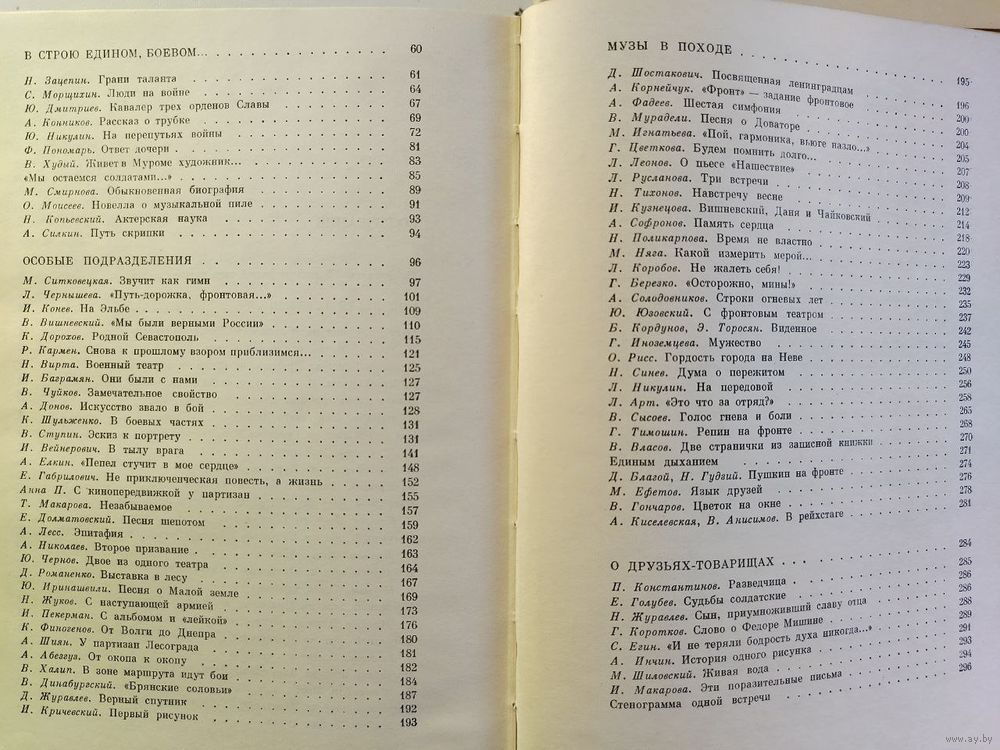 В СТРОЮ ЕДИНОМ, БОЕВОМ... 60
Н. Зацепин. Грани таланта 61
С. Морщихин. Люди на войне 64
Ю. Дмитриев. Кавалер трех орденов Славы 67
А. Конников. Рассказ о трубке 69
Ю. Никулин. На перепутьях войны 72
Ф. Пономарь. Ответ дочери 81
В. Худый. Живет в Муроме художник... 83
«Мы остаемся солдатами...» 85
М. Смирнова. Обыкновенная биография 89
О. Моисеев. Новелла о музыкальной пиле 91
Н. Копьевский. Актерская наука 93
А. Силкин. Путь скрипки 94
ОСОБЫЕ ПОДРАЗДЕЛЕНИЯ 96
М. Ситковецкая. Звучит как гимн 97
Л. Чернышева. «Путь-дорожка, фронтовая...» 101
И. Конев. На Эльбе 109
В. Вишневский. «Мы были верными России» 110
К. Дорохов. Родной Севастополь 115
Р. Кармен. Снова к прошлому взором приблизимся... 121
Н. Вирта. Военный театр 125
И. Баграмян. Они были с нами 127
В. Чуйков. Замечательное свойство 127
А. Донов. Искусство звало в бой 128
К. Шульженко. В боевых частях 131
В. Ступин. Эскиз к портрету 131
И. Вейнерович. В тылу врага 141
А. Елкин. «Пепел стучит в мое сердце» 148
Е. Габрилович. Не приключенческая повесть, а жизнь 152
Анна П. С кинопередвижкой у партизан 155
Т. Макарова. Незабываемое 157
Е. Долматовский. Песня шепотом 159
А. Лесс. Эпитафия 162
А. Николаев. Второе призвание 163
Ю. Чернов. Двое из одного театра 164
Д. Романенко. Выставка в лесу 167
Ю. Иринашвили. Песня о Малой земле 169
Н. Жуков. С наступающей армией 173
И. Пекерман. С альбомом и «лейкой» 176
К. Финогенов. От Волги до Днепра 180
А. Шиян. У партизан Лесограда 181
А. Абезгуз. От окопа к окопу 182
В. Халип. В зоне маршрута идут бои 184
В. Динабургский. «Брянские соловьи» 187
Д. Журавлев. Верный спутник 192
И. Кричевский. Первый рисунок 193
МУЗЫ В ПОХОДЕ 195
Д. Шостакович. Посвященная ленинградцам 196
А. Корнейчук. «Фронт» — задание фронтовое 200
А. Фадеев. Шестая симфония 200
В. Мурадели. Песня о Доваторе 204
М. Игнатьева. «Пой, гармоника, вьюге назло...» 205
Г. Цветкова. Будем помнить долго... 207
Л. Леонов. О пьесе «Нашествие» 208
Л. Русланова. Три встречи 209
Н. Тихонов. Навстречу весне 212
И. Кузнецова. Вишневский, Даня и Чайковский 214
А. Софронов. Память сердца 218
Н. Поликарпова. Время не властно 220
М. Няга. Какой измерить мерой... 223
Л. Коробов. Не жалеть себя! 229
Г. Березко. «Осторожно, мины!» 232
А. Солодовников. Строки огневых лет 235
Ю. Юзовский. С фронтовым театром 237
Б. Кордунов, Э. Торосян. Виденное 242
Г. Иноземцева. Мужество 245
О. Рисс. Гордость города на Неве 248
Н. Синев. Дума о пережитом 250
Л. Никулин. На передовой 256
Л. Арт. «Это что за отряд?» 258
В. Сысоев. Голос гнева и боли 265
Г. Тимошин. Репин на фронте 268
В. Власов. Две странички из записной книжки 270
Единым дыханием 271
Д. Благой, Н. Гудзий. Пушкин на фронте 274
М. Ефетов. Язык друзей 276
В. Гончаров. Цветок на окне 278
А. Киселевская, В. Анисимов. В рейхстаге 281
О ДРУЗЬЯХ-ТОВАРИЩАХ 284
П. Константинов. Разведчица 285
Е. Голубев. Судьбы солдатские 286
Н. Журавлев. Сын, приумноживший славу отца 286
Г. Коротков. Слово о Федоре Мишине 288
С. Егин. «И не теряли бодрость духа никогда...» 289
А. Инчин. История одного рисунка 291
М. Шиловский. Живая вода 293
И. Макарова. Эти поразительные письма 294
Стенограмма одной встречи 296
www.ay.by